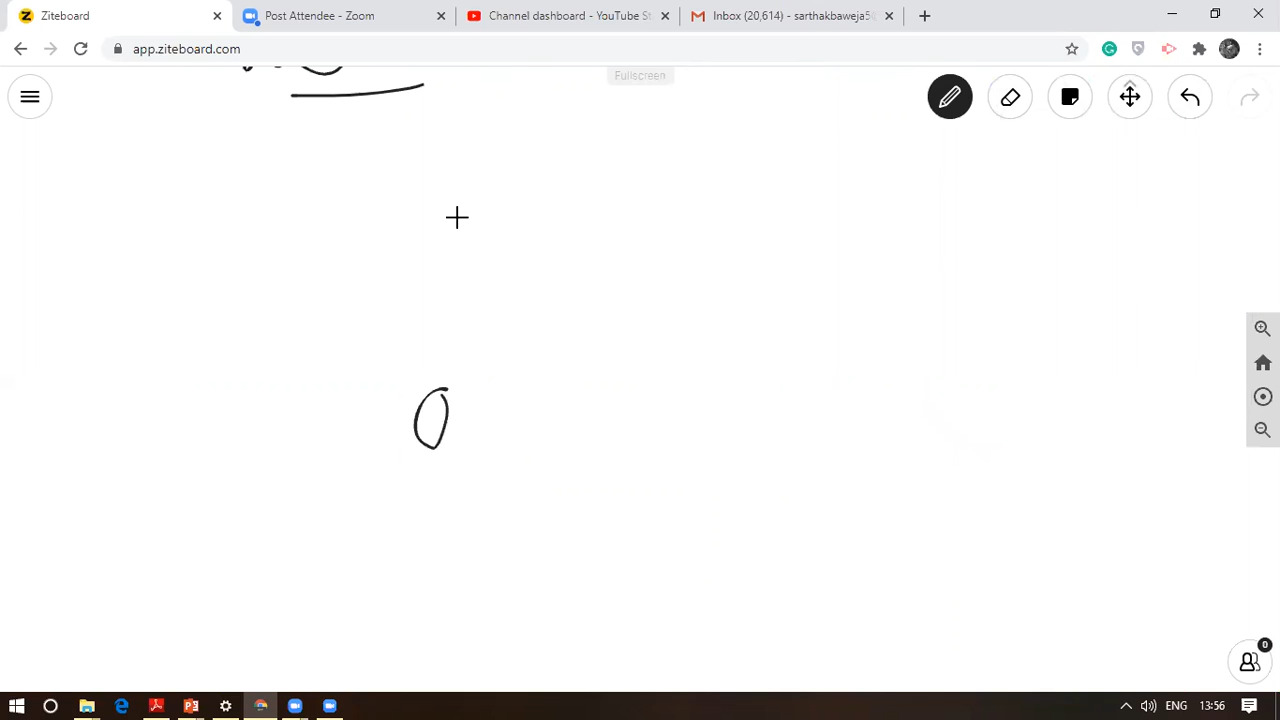 Ziteboard
Post Attendee - Zoom
Channel dashboard - YouTube St
Inbox (20,614) - sarthakbaweja5
app.ziteboard.com
Fullscreen
0
0
ENG
13:56